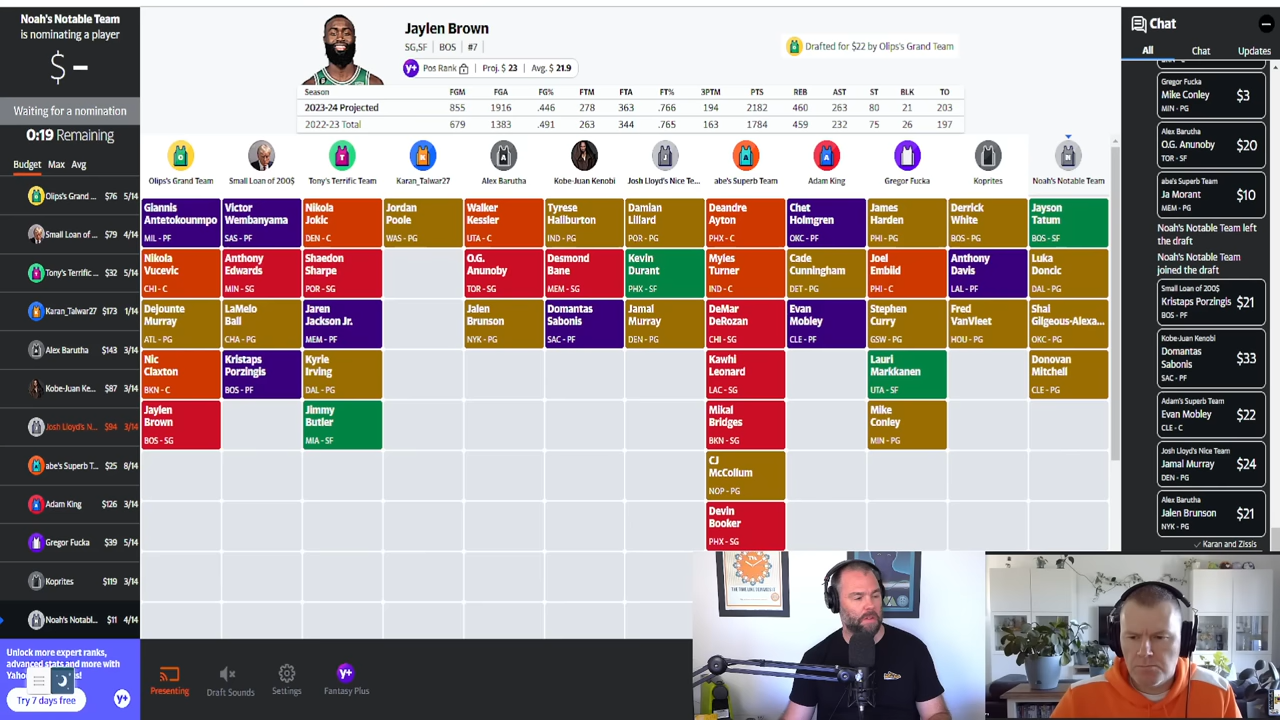 Noah's Notable Team
is nominating a player
$ –
Waiting for a nomination
0:19 Remaining
Budget Max Avg
Olips's Grand ... $76 5/14
Small Loan of ... $79 4/14
Tony's Terrific ... $32 5/14
Karan_Talwar27 $173 1/14
Alex Barutha $143 3/14
Kobe-Juan Ke... $87 3/14
Josh Lloyd's N... $94 3/14
abe's Superb T... $25 8/14
Adam King $126 3/14
Gregor Fucka $39 5/14
Koprites $119 3/14
Noah's Notabl... $11 4/14
Unlock more expert ranks,
advanced stats and more with
Try 7 days free
y+
Jaylen Brown
SG,SF BOS #7
y+ Pos Rank Proj. $ 23 Avg. $ 21.9
Drafted for $22 by Olips's Grand Team
Season FGM FGA FG% FTM FTA FT% 3PTM PTS REB AST ST BLK TO
2023-24 Projected 855 1916 .446 278 363 .766 194 2182 460 263 80 21 203
2022-23 Total 679 1383 .491 263 344 .765 163 1784 459 232 75 26 197
Olips's Grand Team Small Loan of 200$ Tony's Terrific Team Karan_Talwar27 Alex Barutha Kobe-Juan Kenobi Josh Lloyd's Nice Te... abe's Superb Team Adam King Gregor Fucka Koprites Noah's Notable Team
Giannis Victor Nikola Jordan Walker Tyrese Damian Deandre Chet James Derrick Jayson
Antetokounmpo Wembanyama Jokic Poole Kessler Haliburton Lillard Ayton Holmgren Harden White Tatum
MIL - PF SAS - PF DEN - C WAS - PG UTA - C IND - PG POR - PG PHX - C OKC - PF PHI - PG BOS - PG BOS - SF
Nikola Anthony Shaedon O.G. Desmond Kevin Myles Cade Joel Anthony Luka
Vucevic Edwards Sharpe Anunoby Bane Durant Turner Cunningham Embiid Davis Doncic
CHI - C MIN - SG POR - SG TOR - SG MEM - SG PHX - SF IND - C DET - PG PHI - C LAL - PF DAL - PG
Dejounte LaMelo Jaren Jalen Domantas Jamal DeMar Evan Stephen Fred Shai
Murray Ball Jackson Jr. Brunson Sabonis Murray DeRozan Mobley Curry VanVleet Gilgeous-Alexa...
ATL - PG CHA - PG MEM - PF NYK - PG SAC - PF DEN - PG CHI - SG CLE - PF GSW - PG HOU - PG OKC - PG
Nic Kristaps Kyrie Kawhi Lauri Donovan
Claxton Porzingis Irving Leonard Markkanen Mitchell
BKN - C BOS - PF DAL - PG LAC - SG UTA - SF CLE - PG
Jaylen Jimmy Mikal Mike
Brown Butler Bridges Conley
BOS - SG MIA - SF BKN - SG MIN - PG
CJ
McCollum
NOP - PG
Devin
Booker
PHX - SG
Presenting Draft Sounds Settings Fantasy Plus
Chat
All Chat Updates
Gregor Fucka
Mike Conley $3
MIN - PG
Alex Barutha
O.G. Anunoby $20
TOR - SF
abe's Superb Team
Ja Morant $10
MEM - PG
Noah's Notable Team
left the draft
Noah's Notable Team
joined the draft
Small Loan of 200$
Kristaps Porzingis $21
BOS - PF
Kobe-Juan Kenobi
Domantas
Sabonis $33
SAC - PF
Adam's Superb Team
Evan Mobley $22
CLE - C
Josh Lloyd's Nice Team
Jamal Murray $24
DEN - PG
Alex Barutha
Jalen Brunson $21
NYK - PG
Karan and Zissis